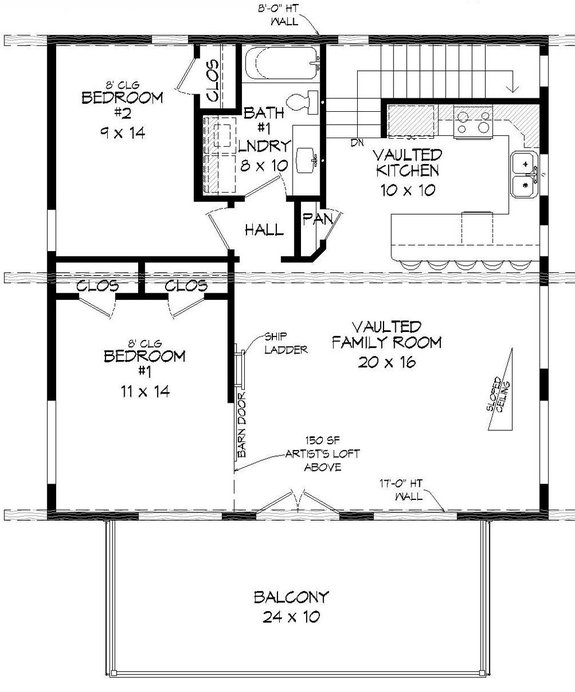 8'-0" HT
WALL
8' CLG
BEDROOM
#2
9 x 14
CLOS
BATH
#1
LNDRY
8 x 10
DN
VAULTED
KITCHEN
10 x 10
PAN
HALL
CLOS
CLOS
8' CLG
BEDROOM
#1
11 x 14
SHIP
LADDER
VAULTED
FAMILY ROOM
20 x 16
SLOPED
CEILING
BARN DOOR
150 SF
ARTIST'S LOFT
ABOVE
17'-0" HT
WALL
BALCONY
24 x 10